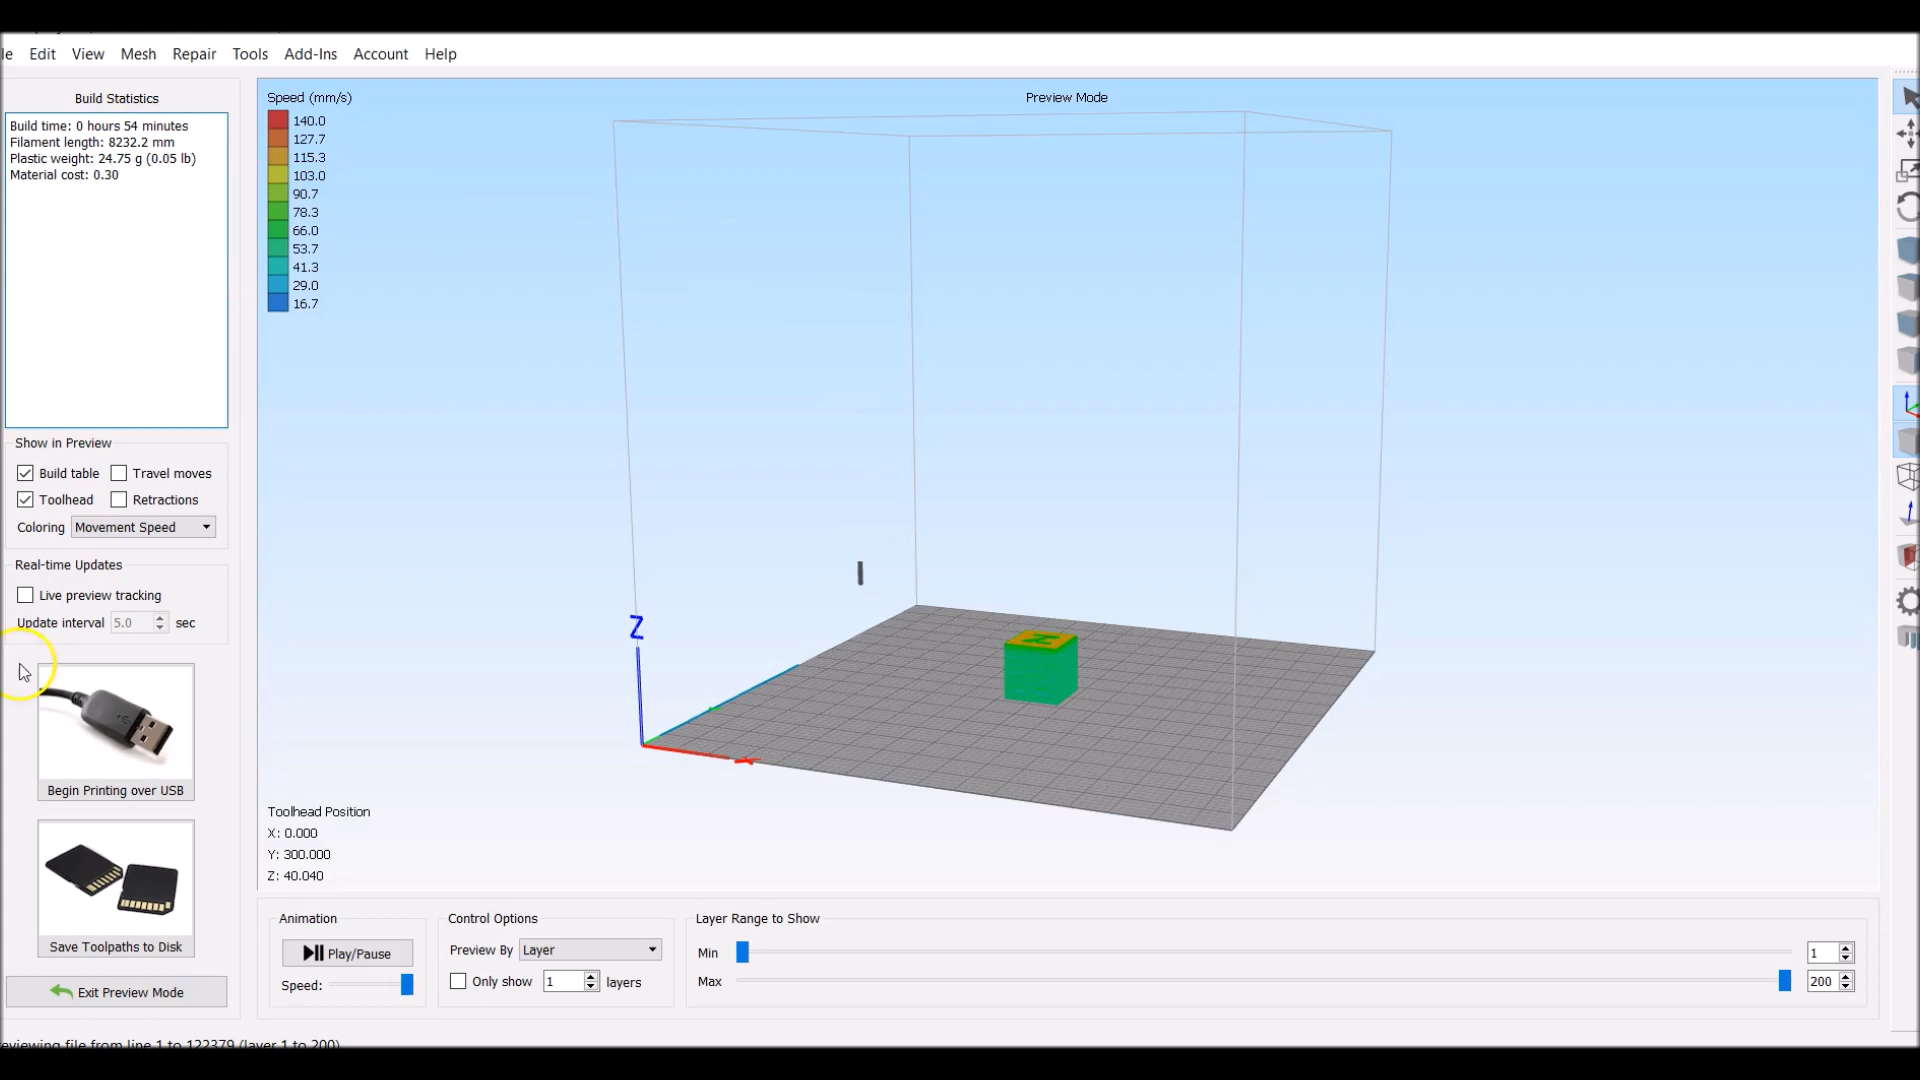 le Edit View Mesh Repair Tools Add-Ins Account Help
Build Statistics
Build time: 0 hours 54 minutes
Filament length: 8232.2 mm
Plastic weight: 24.75 g (0.05 lb)
Material cost: 0.30
Show in Preview
Build table Travel moves
Toolhead Retractions
Coloring Movement Speed
Real-time Updates
Live preview tracking
Update interval 5.0 sec
Begin Printing over USB
Save Toolpaths to Disk
Exit Preview Mode
Speed (mm/s)
140.0
127.7
115.3
103.0
90.7
78.3
66.0
53.7
41.3
29.0
16.7
Preview Mode
Z
Z
Toolhead Position
X: 0.000
Y: 300.000
Z: 40.040
Animation
Play/Pause
Speed:
Control Options
Preview By Layer
Only show 1 layers
Layer Range to Show
Min 1
Max 200
reviewing file from line 1 to 122379 (layer 1 to 200)